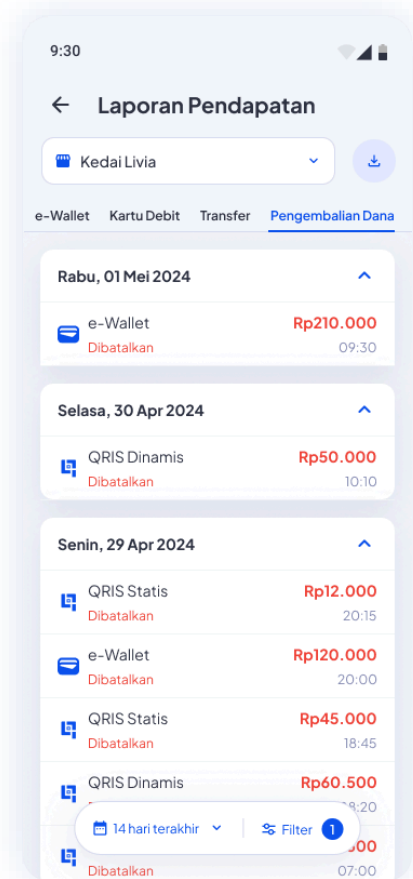 9:30
Laporan Pendapatan
Kedai Livia
e-Wallet Kartu Debit Transfer Pengembalian Dana
Rabu, 01 Mei 2024
e-Wallet Rp210.000
Dibatalkan 09:30
Selasa, 30 Apr 2024
QRIS Dinamis Rp50.000
Dibatalkan 10:10
Senin, 29 Apr 2024
QRIS Statis Rp12.000
Dibatalkan 20:15
e-Wallet Rp120.000
Dibatalkan 20:00
QRIS Statis Rp45.000
Dibatalkan 18:45
QRIS Dinamis Rp60.500
14 hari terakhir Filter 1
Dibatalkan 07:00